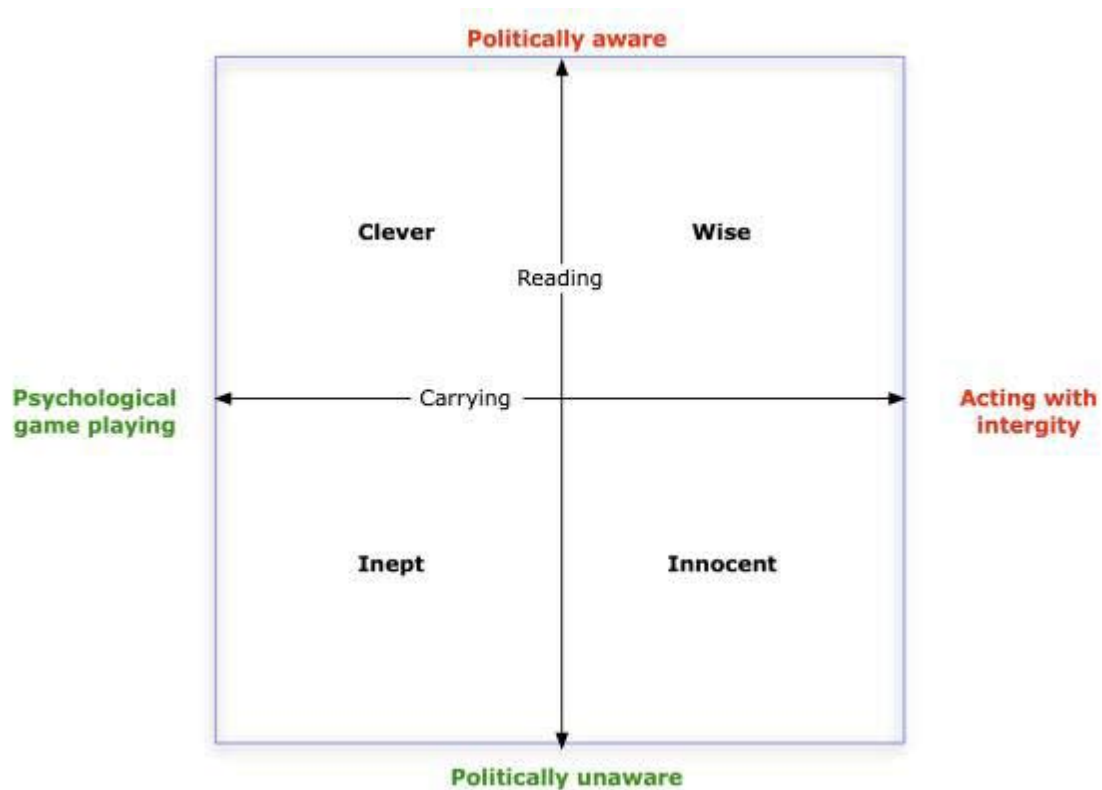 Politically aware
Clever
Wise
Reading
Psychological
game playing
Carrying
Acting with
intergity
Inept
Innocent
Politically unaware